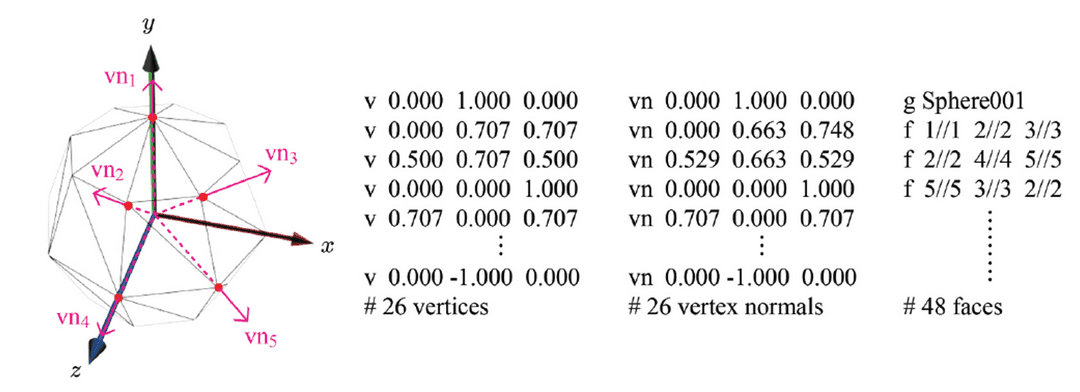 y
vn1
vn2
vn3
x
vn4
vn5
z
v 0.000 1.000 0.000
v 0.000 0.707 0.707
v 0.500 0.707 0.500
v 0.000 0.000 1.000
v 0.707 0.000 0.707
⋮
v 0.000 -1.000 0.000
# 26 vertices
vn 0.000 1.000 0.000
vn 0.000 0.663 0.748
vn 0.529 0.663 0.529
vn 0.000 0.000 1.000
vn 0.707 0.000 0.707
⋮
vn 0.000 -1.000 0.000
# 26 vertex normals
g Sphere001
f 1//1 2//2 3//3
f 2//2 4//4 5//5
f 5//5 3//3 2//2
⋮
# 48 faces